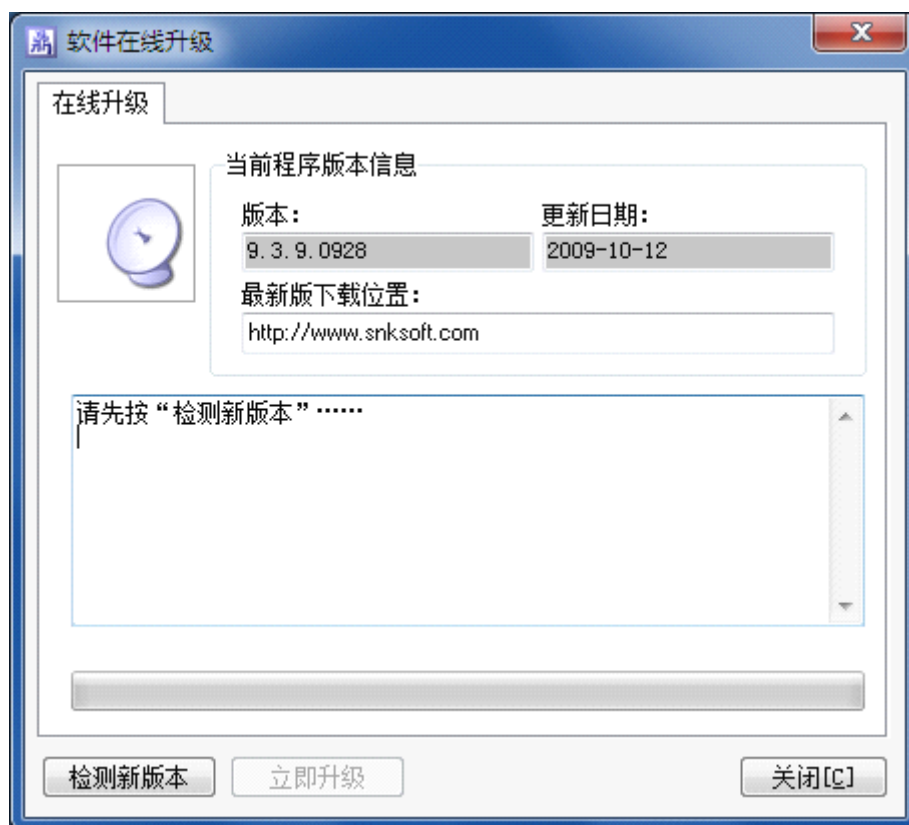 鼎 软件在线升级
在线升级
当前程序版本信息
版本: 更新日期:
9.3.9.0928 2009-10-12
最新版下载位置:
http://www.snksoft.com
请先按“检测新版本”……
检测新版本 立即升级 关闭[C]